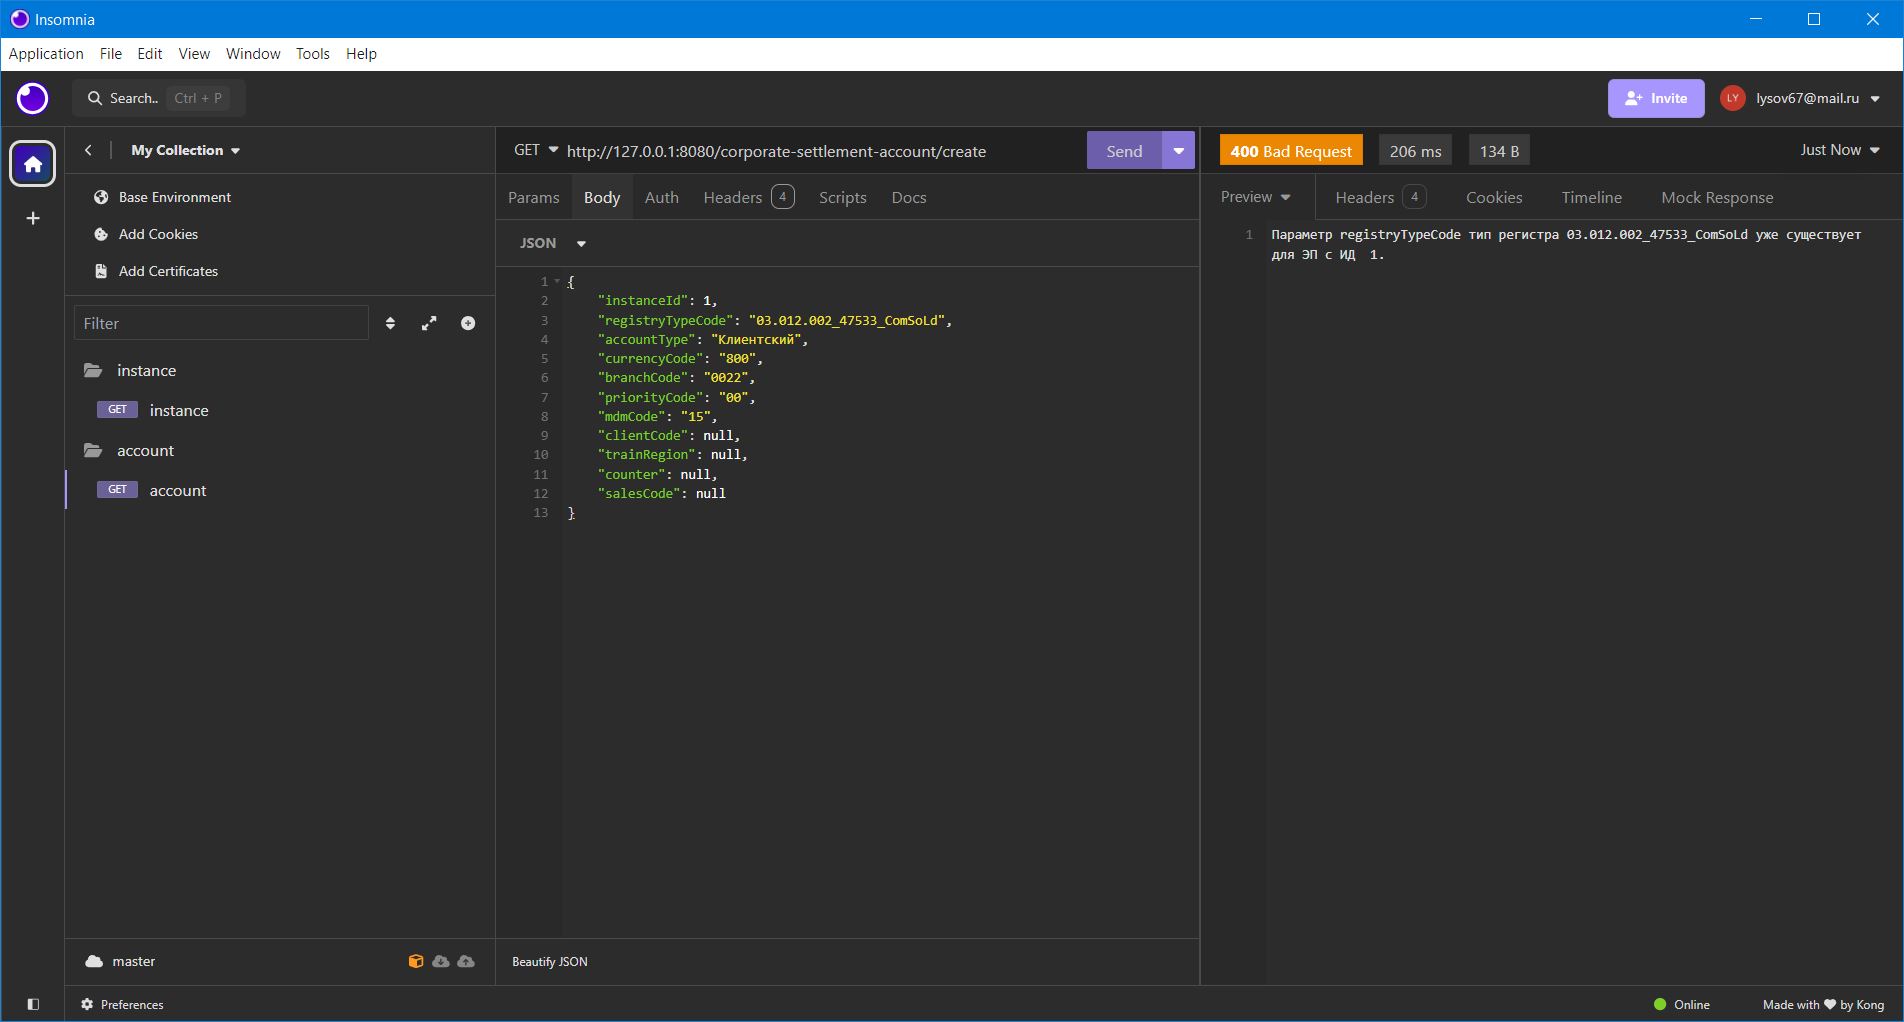 Insomnia
Application File Edit View Window Tools Help
Search.. Ctrl + P
Invite
LY lysov67@mail.ru
My Collection
Base Environment
Add Cookies
Add Certificates
Filter
instance
GET instance
account
GET account
master
Preferences
GET http://127.0.0.1:8080/corporate-settlement-account/create Send
Params Body Auth Headers 4 Scripts Docs
JSON
1 {
2 "instanceId": 1,
3 "registryTypeCode": "03.012.002_47533_ComSoLd",
4 "accountType": "Клиентский",
5 "currencyCode": "800",
6 "branchCode": "0022",
7 "priorityCode": "00",
8 "mdmCode": "15",
9 "clientCode": null,
10 "trainRegion": null,
11 "counter": null,
12 "salesCode": null
13 }
Beautify JSON
400 Bad Request 206 ms 134 B Just Now
Preview Headers 4 Cookies Timeline Mock Response
1 Параметр registryTypeCode тип регистра 03.012.002_47533_ComSoLd уже существует
для ЭП с ИД  1.
Online Made with ♥ by Kong